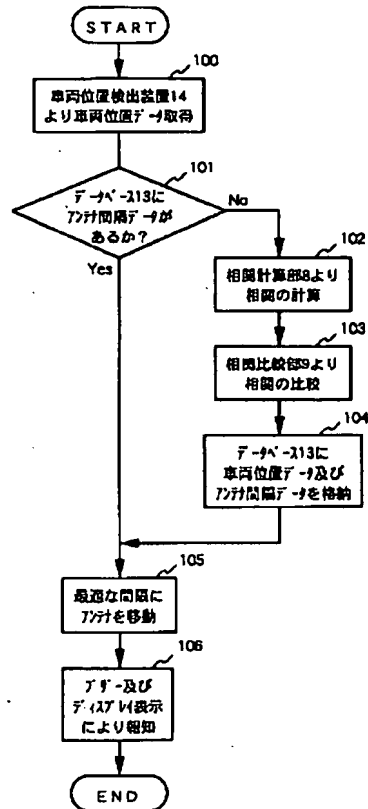 START
100
車両位置検出装置14
より車両位置データ取得
101
データベース13に
アンテナ間隔データが
あるか?
No
Yes
102
相関計算部8より
相関の計算
103
相関比較部9より
相関の比較
104
データベース13に
車両位置データ及び
アンテナ間隔データを格納
105
最適な間隔に
アンテナを移動
106
ブザー及び
ディスプレイ表示
により報知
END